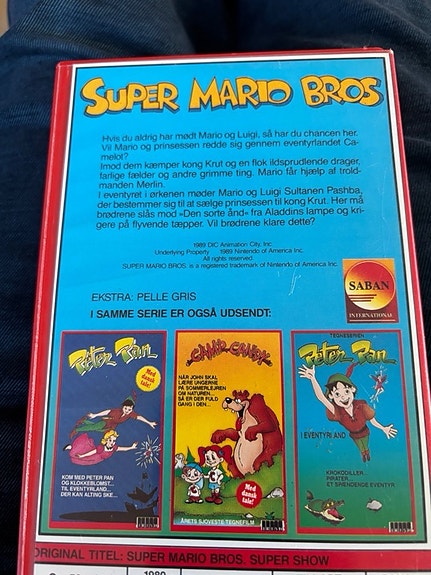 SUPER MARIO BROS
Hvis du aldrig har mødt Mario og Luigi, så har du chancen her.
Vil Mario og prinsessen redde sig gennem eventyrlandet Ca-
melot?
Imod dem kæmper kong Krut og en flok ildsprudlende drager,
farlige fælder og andre grimme ting. Mario får hjælp af trold-
manden Merlin.
I eventyret i ørkenen møder Mario og Luigi Sultanen Pashba,
der bestemmer sig til at sælge prinsessen til kong Krut. Her må
brødrene slås mod »Den sorte ånd« fra Aladdins lampe og kri-
gere på flyvende tæpper. Vil brødrene klare dette?
1989 DIC Animation City, Inc.
Underlying Property 1989 Nintendo of America Inc.
All rights reserved
SUPER MARIO BROS. is a registered trademark of Nintendo of America Inc.
SABAN
INTERNATIONAL
EKSTRA: PELLE GRIS
I SAMME SERIE ER OGSÅ UDSENDT:
Peter Pan
Med
dansk
tale!
KOM MED PETER PAN
OG KLOKKEBLOMST...
TIL EVENTYRLAND...
DER KAN ALTING SKE...
CAMP CANDY
NÅR JOHN SKAL
LÆRE UNGERNE
PÅ SOMMERLEJREN
OM NATUREN...
SÅ ER DER FULD
GANG I DEN...
Med
dansk
tale!
ÅRETS SJOVESTE TEGNEFILM
TEGNESERIEN
Peter Pan
I EVENTYRLAND
KROKODILLER...
PIRATER...
ET SPÆNDENDE EVENTYR
ORIGINAL TITEL: SUPER MARIO BROS. SUPER SHOW
1989